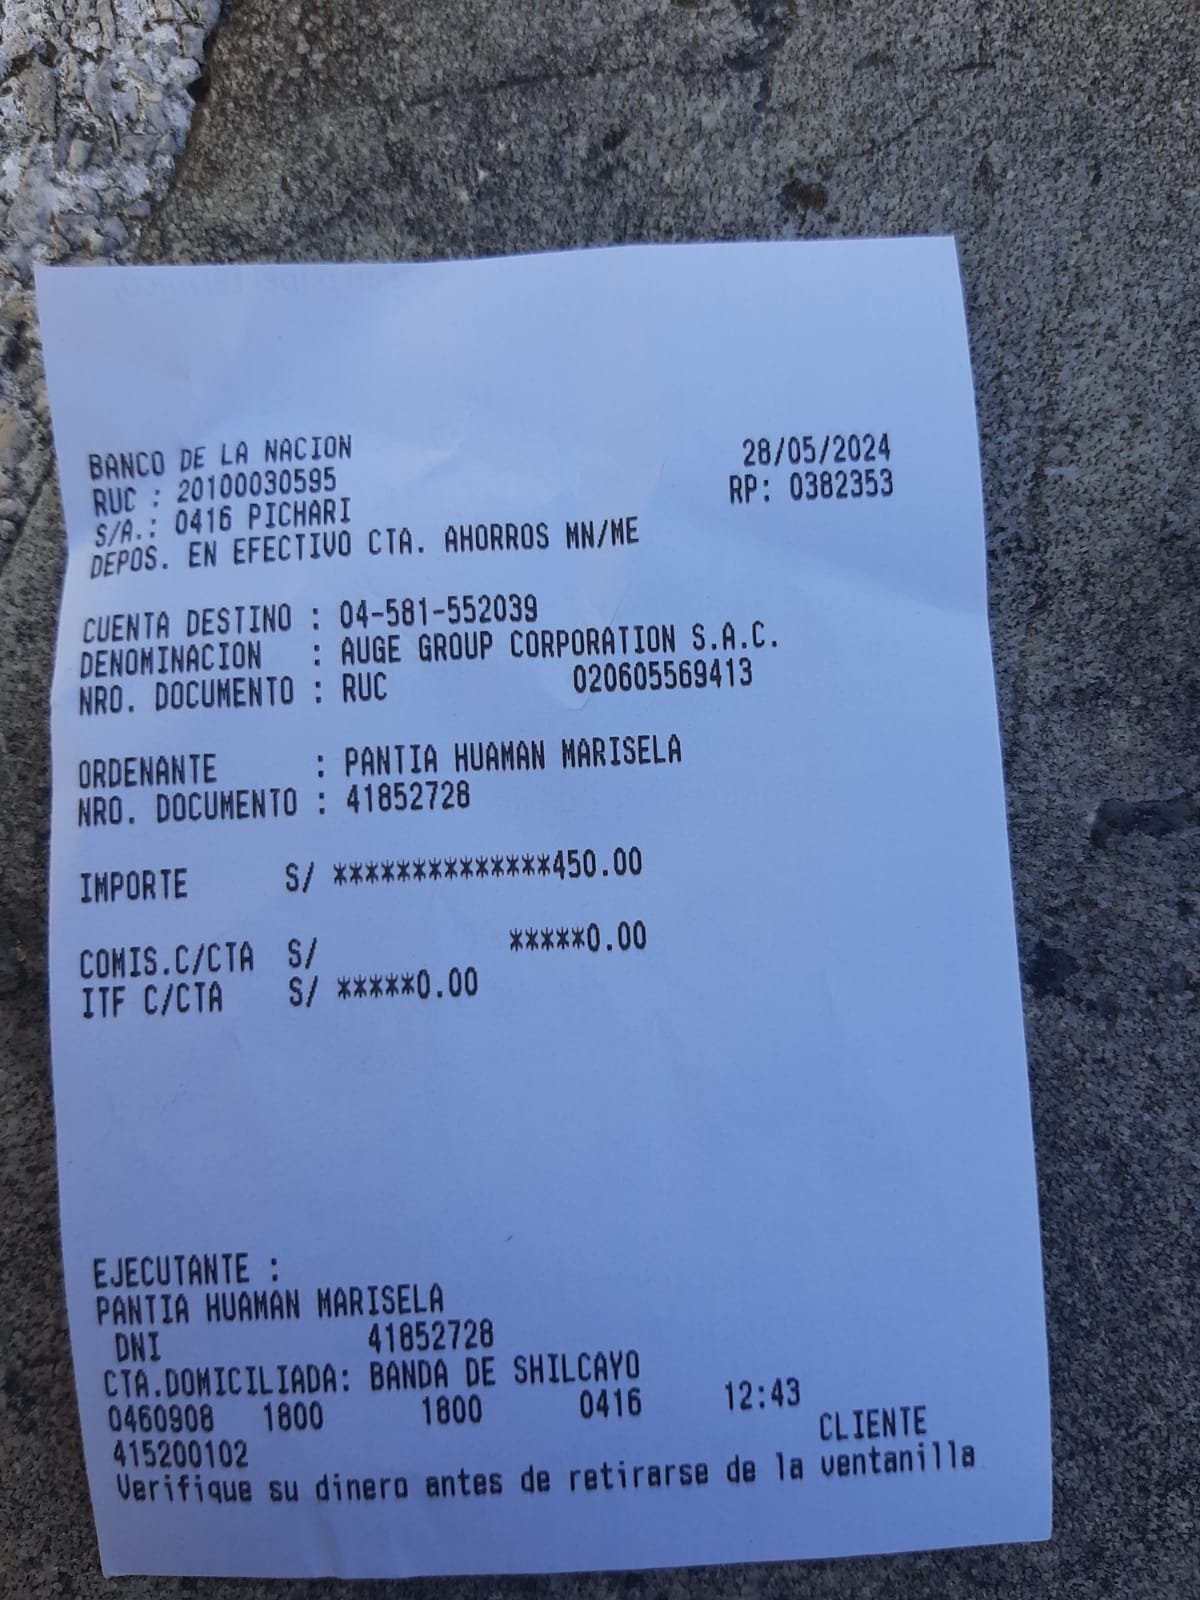 BANCO DE LA NACION 28/05/2024
RUC : 20100030595 RP: 0382353
S/A.: 0416 PICHARI
DEPOS. EN EFECTIVO CTA. AHORROS MN/ME
CUENTA DESTINO : 04-581-552039
DENOMINACION : AUGE GROUP CORPORATION S.A.C.
NRO. DOCUMENTO : RUC 020605569413
ORDENANTE : PANTIA HUAMAN MARISELA
NRO. DOCUMENTO : 41852728
IMPORTE S/ **************450.00
COMIS.C/CTA S/ *****0.00
ITF C/CTA S/ *****0.00
EJECUTANTE :
PANTIA HUAMAN MARISELA
DNI 41852728
CTA.DOMICILIADA: BANDA DE SHILCAYO
0460908 1800 1800 0416 12:43
415200102 CLIENTE
Verifique su dinero antes de retirarse de la ventanilla